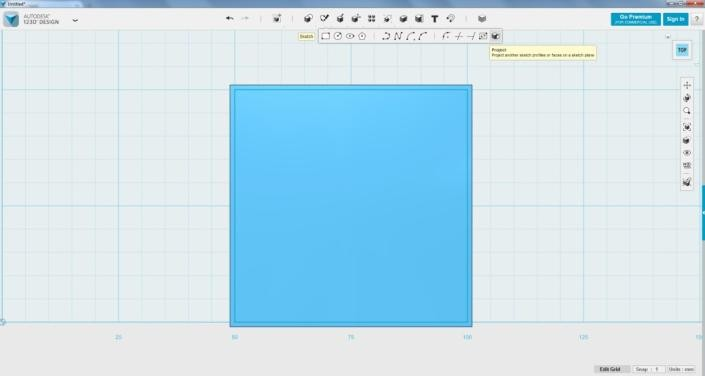 Untitled*
AUTODESK®
123D® DESIGN
Go Premium
(FOR COMMERCIAL USE)
Sign In
?
Sketch
Project
Project another sketch profiles or faces on a sketch plane
TOP
25
50
75
100
125
Edit Grid
Snap : 1
Units : mm